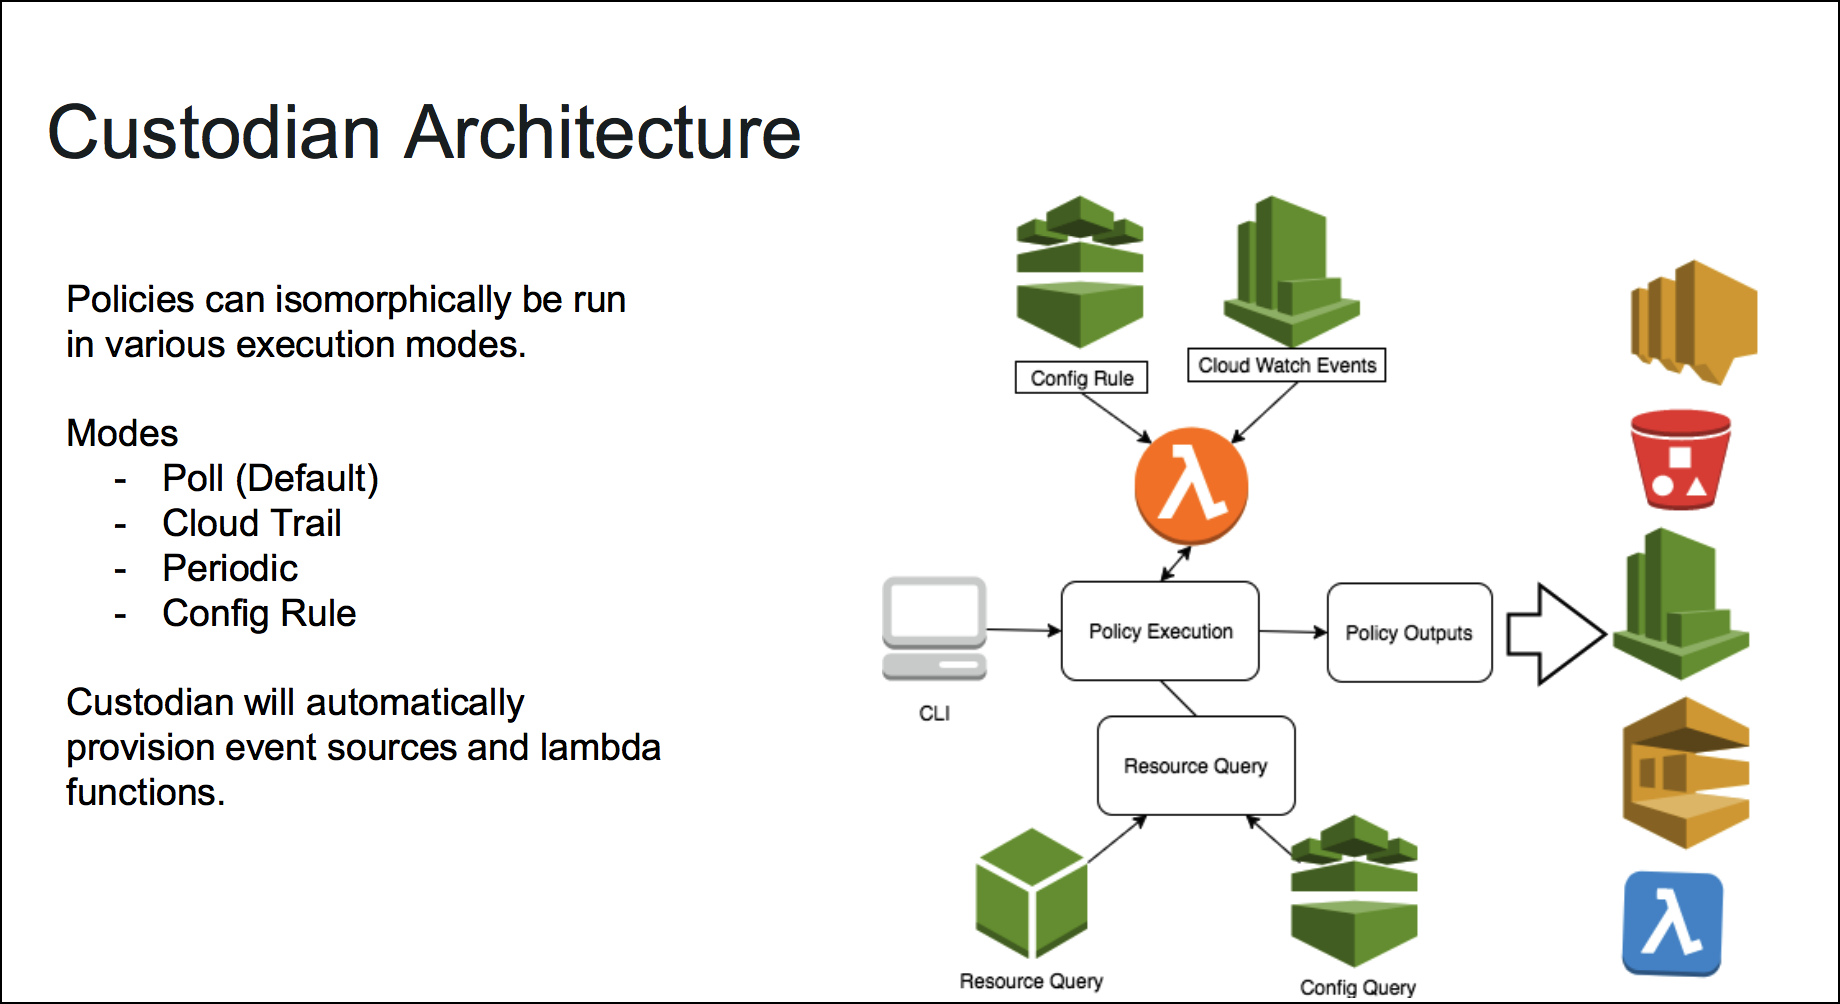 Custodian Architecture
Policies can isomorphically be run
in various execution modes.
Modes
- Poll (Default)
- Cloud Trail
- Periodic
- Config Rule
Custodian will automatically
provision event sources and lambda
functions.
Config Rule
Cloud Watch Events
CLI
Policy Execution
Policy Outputs
Resource Query
Resource Query
Config Query